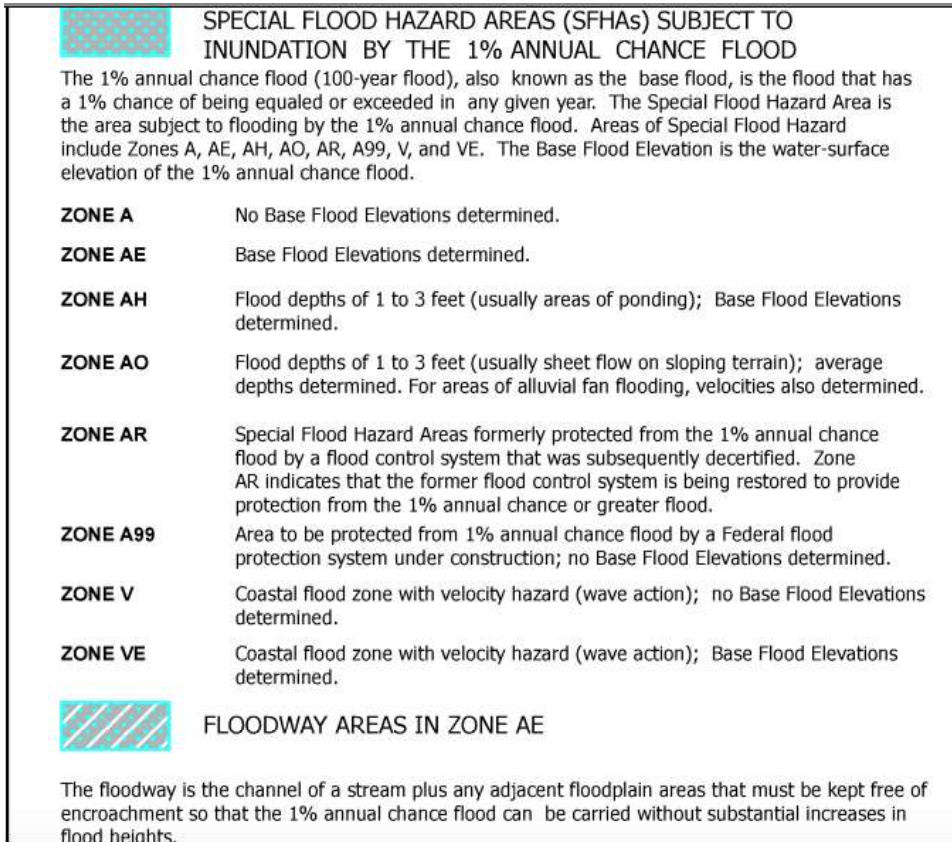 SPECIAL FLOOD HAZARD AREAS (SFHAs) SUBJECT TO
INUNDATION BY THE 1% ANNUAL CHANCE FLOOD
The 1% annual chance flood (100-year flood), also known as the base flood, is the flood that has
a 1% chance of being equaled or exceeded in any given year. The Special Flood Hazard Area is
the area subject to flooding by the 1% annual chance flood. Areas of Special Flood Hazard
include Zones A, AE, AH, AO, AR, A99, V, and VE. The Base Flood Elevation is the water-surface
elevation of the 1% annual chance flood.
ZONE A No Base Flood Elevations determined.
ZONE AE Base Flood Elevations determined.
ZONE AH Flood depths of 1 to 3 feet (usually areas of ponding); Base Flood Elevations
determined.
ZONE AO Flood depths of 1 to 3 feet (usually sheet flow on sloping terrain); average
depths determined. For areas of alluvial fan flooding, velocities also determined.
ZONE AR Special Flood Hazard Areas formerly protected from the 1% annual chance
flood by a flood control system that was subsequently decertified. Zone
AR indicates that the former flood control system is being restored to provide
protection from the 1% annual chance or greater flood.
ZONE A99 Area to be protected from 1% annual chance flood by a Federal flood
protection system under construction; no Base Flood Elevations determined.
ZONE V Coastal flood zone with velocity hazard (wave action); no Base Flood Elevations
determined.
ZONE VE Coastal flood zone with velocity hazard (wave action); Base Flood Elevations
determined.
FLOODWAY AREAS IN ZONE AE
The floodway is the channel of a stream plus any adjacent floodplain areas that must be kept free of
encroachment so that the 1% annual chance flood can be carried without substantial increases in
flood heights.